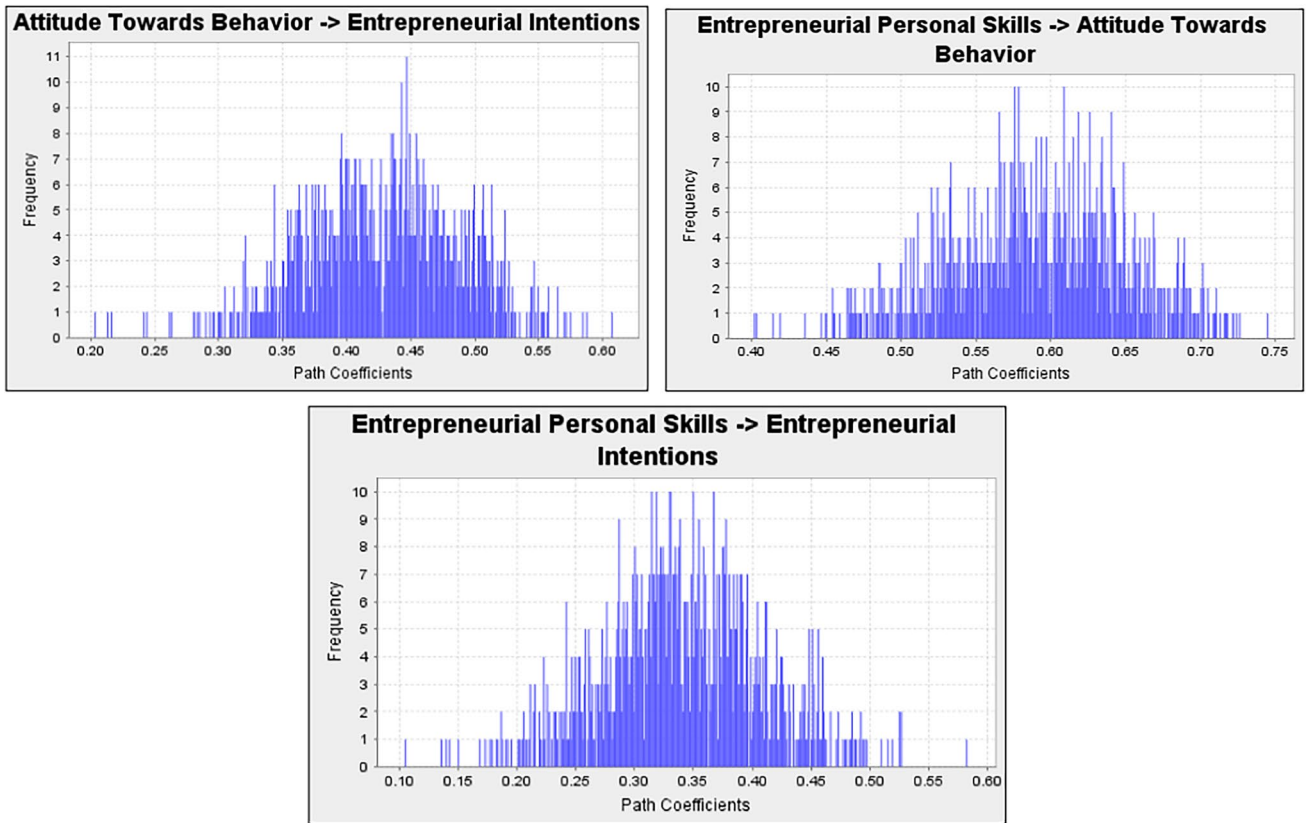 Attitude Towards Behavior -> Entrepreneurial Intentions
11
10
9
8
7
6
5
4
3
2
1
0
Frequency
0.20 0.25 0.30 0.35 0.40 0.45 0.50 0.55 0.60
Path Coefficients
Entrepreneurial Personal Skills -> Attitude Towards
Behavior
10
9
8
7
6
5
4
3
2
1
0
Frequency
0.40 0.45 0.50 0.55 0.60 0.65 0.70 0.75
Path Coefficients
Entrepreneurial Personal Skills -> Entrepreneurial
Intentions
10
9
8
7
6
5
4
3
2
1
0
Frequency
0.10 0.15 0.20 0.25 0.30 0.35 0.40 0.45 0.50 0.55 0.60
Path Coefficients